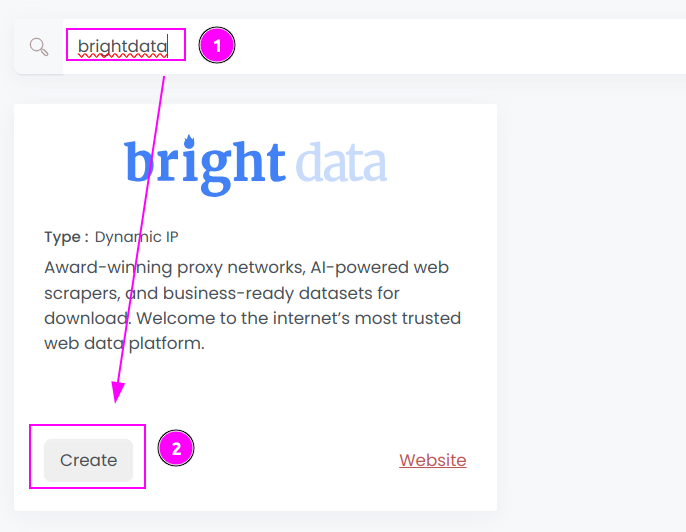 brightdata
1
bright data
Type : Dynamic IP
Award-winning proxy networks, AI-powered web
scrapers, and business-ready datasets for
download. Welcome to the internet’s most trusted
web data platform.
Create
2
Website